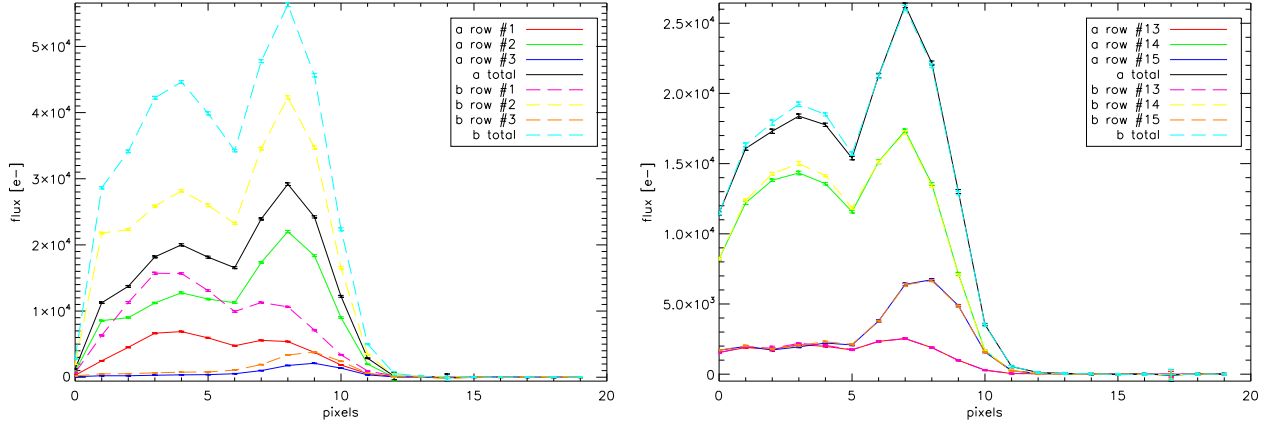 flux [e-]
5×10⁴
4×10⁴
3×10⁴
2×10⁴
1×10⁴
0
0 5 10 15 20
pixels
a row #1
a row #2
a row #3
a total
b row #1
b row #2
b row #3
b total
flux [e-]
2.5×10⁴
2.0×10⁴
1.5×10⁴
1.0×10⁴
5.0×10³
0
0 5 10 15 20
pixels
a row #13
a row #14
a row #15
a total
b row #13
b row #14
b row #15
b total